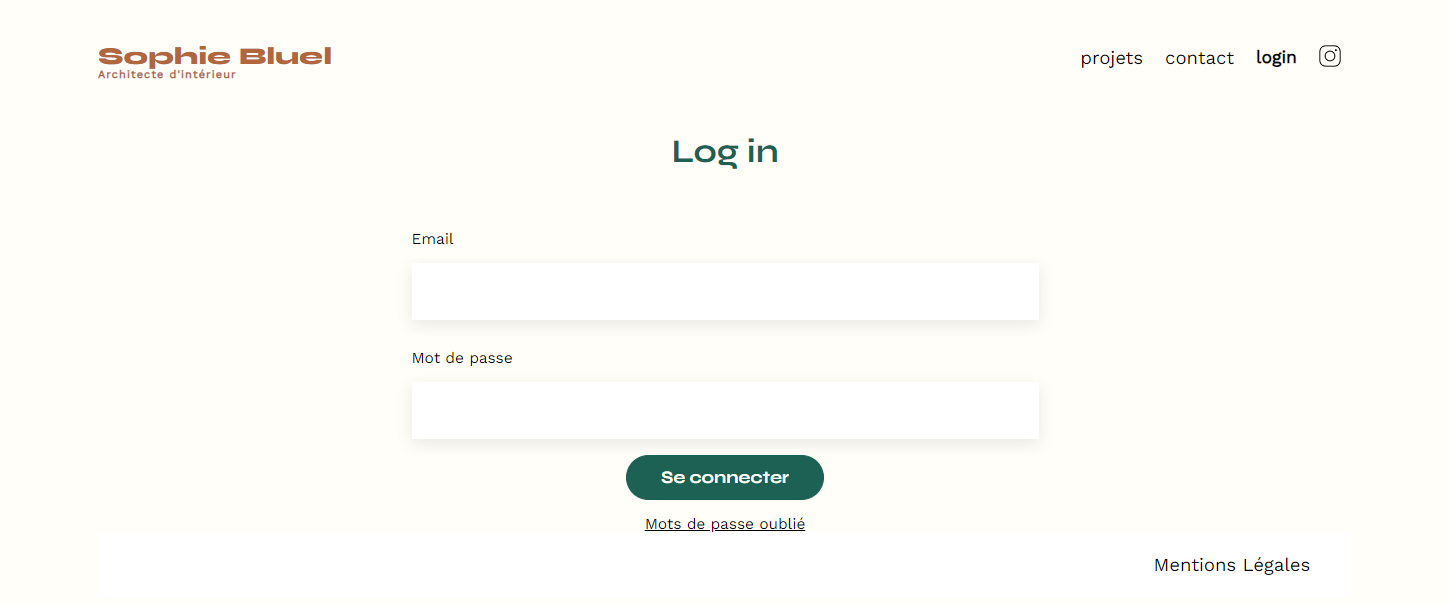 Sophie Bluel
Architecte d'intérieur
projets contact login
Log in
Email
Mot de passe
Se connecter
Mots de passe oublié
Mentions Légales